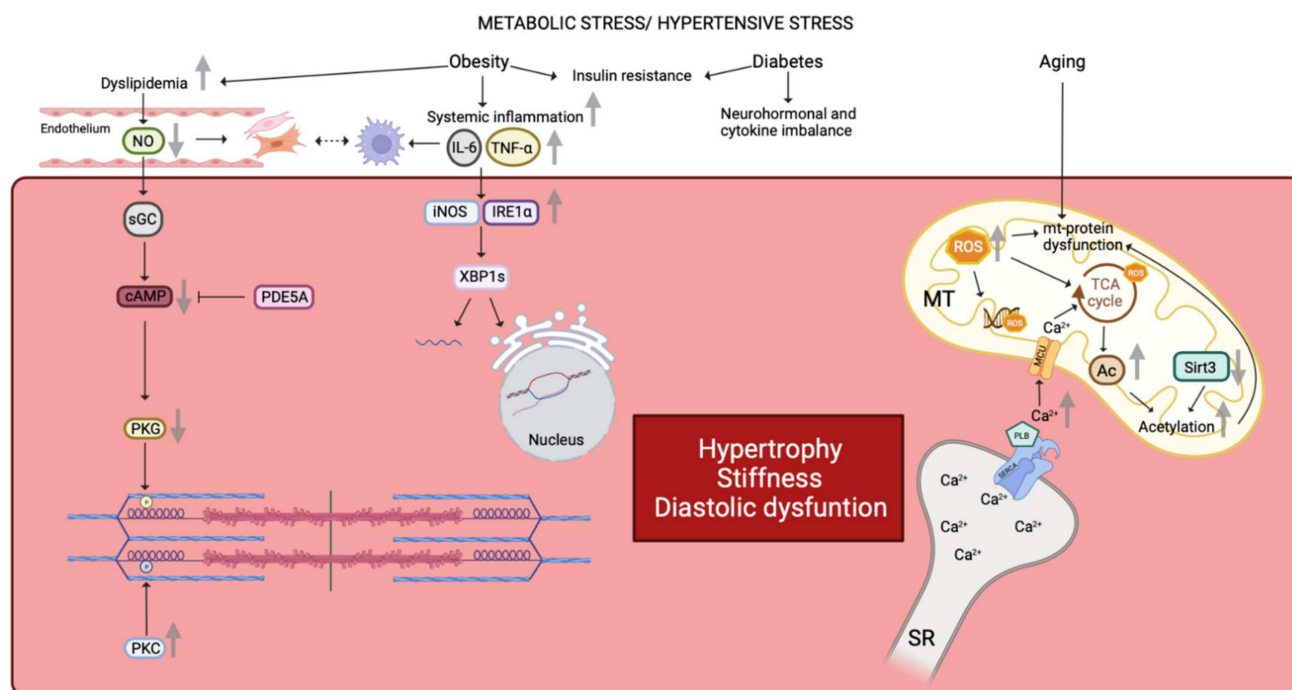 METABOLIC STRESS/ HYPERTENSIVE STRESS
Obesity
Diabetes
Aging
Dyslipidemia
Insulin resistance
Endothelium
NO
Systemic inflammation
IL-6
TNF-α
Neurohormonal and
cytokine imbalance
sGC
iNOS
IRE1α
cAMP
PDE5A
XBP1s
PKG
Nucleus
P
P
PKC
Hypertrophy
Stiffness
Diastolic dysfuntion
MT
ROS
mt-protein
dysfunction
ROS
TCA
cycle
ROS
Ca²⁺
MCU
Ac
Sirt3
Acetylation
Ca²⁺
PLB
SERCA
Ca²⁺
Ca²⁺
Ca²⁺
Ca²⁺
Ca²⁺
SR